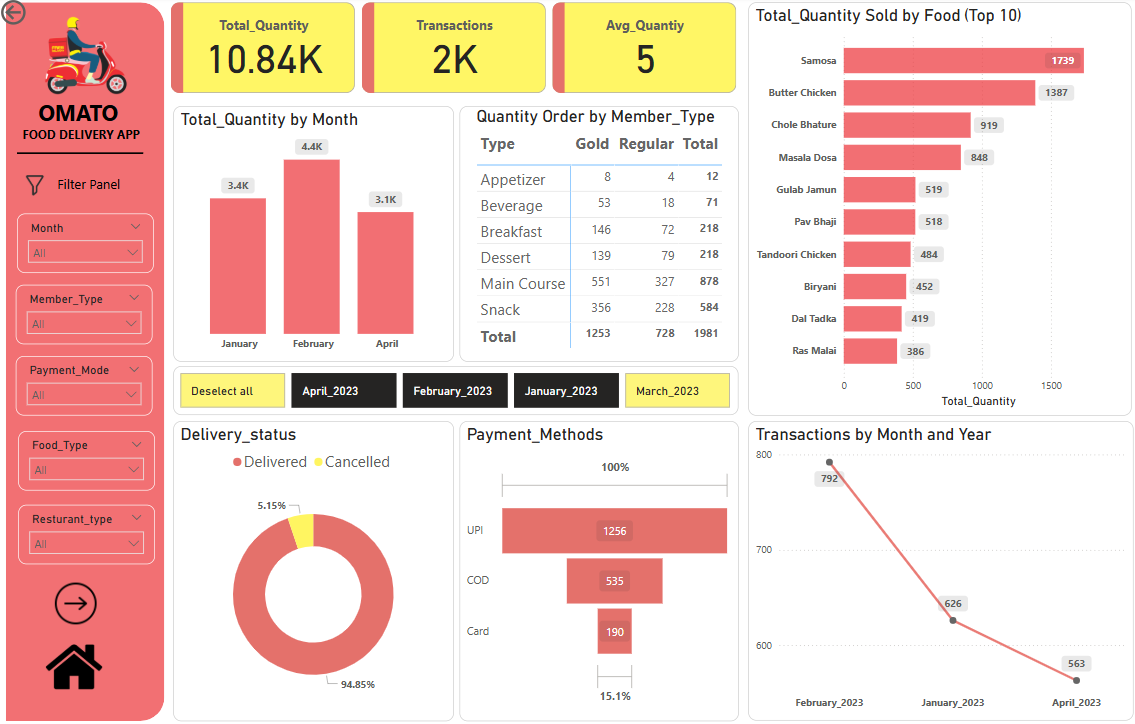 OMATO
FOOD DELIVERY APP
Filter Panel
Month
All
Member_Type
All
Payment_Mode
All
Food_Type
All
Resturant_type
All
Total_Quantity
10.84K
Transactions
2K
Avg_Quantiy
5
Total_Quantity by Month
3.4K
4.4K
3.1K
January February April
Quantity Order by Member_Type
Type Gold Regular Total
Appetizer 8 4 12
Beverage 53 18 71
Breakfast 146 72 218
Dessert 139 79 218
Main Course 551 327 878
Snack 356 228 584
Total 1253 728 1981
Total_Quantity Sold by Food (Top 10)
Samosa 1739
Butter Chicken 1387
Chole Bhature 919
Masala Dosa 848
Gulab Jamun 519
Pav Bhaji 518
Tandoori Chicken 484
Biryani 452
Dal Tadka 419
Ras Malai 386
0 500 1000 1500
Total_Quantity
Deselect all April_2023 February_2023 January_2023 March_2023
Delivery_status
Delivered Cancelled
5.15%
94.85%
Payment_Methods
100%
UPI 1256
COD 535
Card 190
15.1%
Transactions by Month and Year
800
700
600
792
626
563
February_2023 January_2023 April_2023